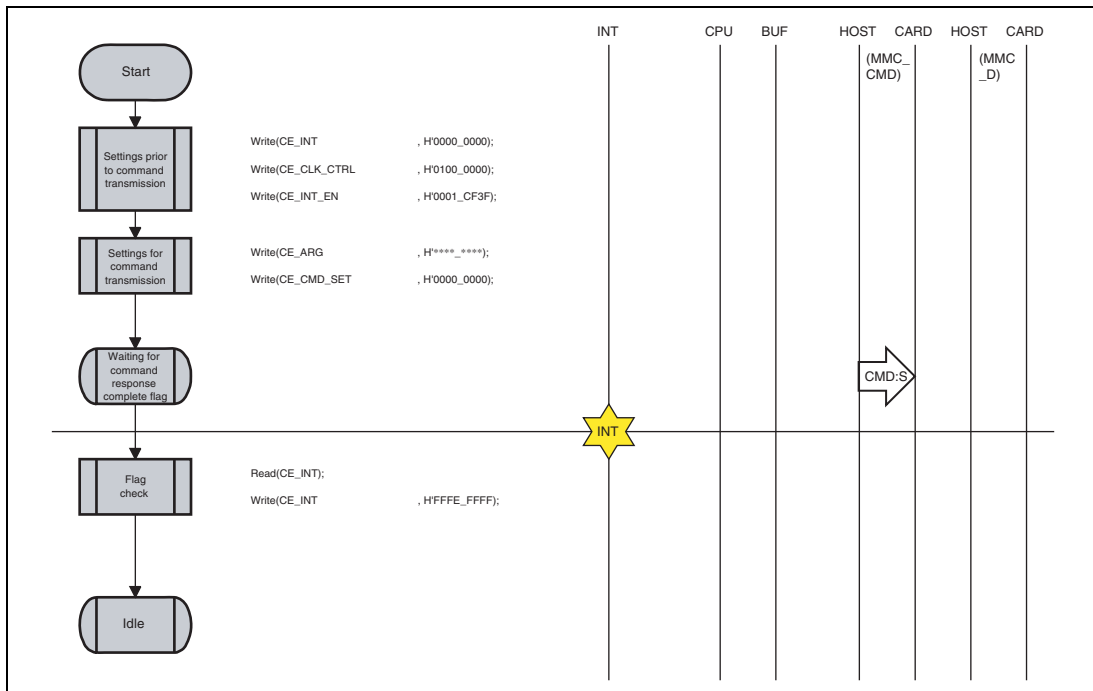 INT CPU BUF HOST CARD HOST CARD
(MMC_
CMD)
(MMC
_D)
Start
Settings prior
to command
transmission
Write(CE_INT , H'0000_0000);
Write(CE_CLK_CTRL , H'0100_0000);
Write(CE_INT_EN , H'0001_CF3F);
Settings for
command
transmission
Write(CE_ARG , H'****_****);
Write(CE_CMD_SET , H'0000_0000);
Waiting for
command
response
complete flag
CMD:S
INT
Flag
check
Read(CE_INT);
Write(CE_INT , H'FFFE_FFFF);
Idle